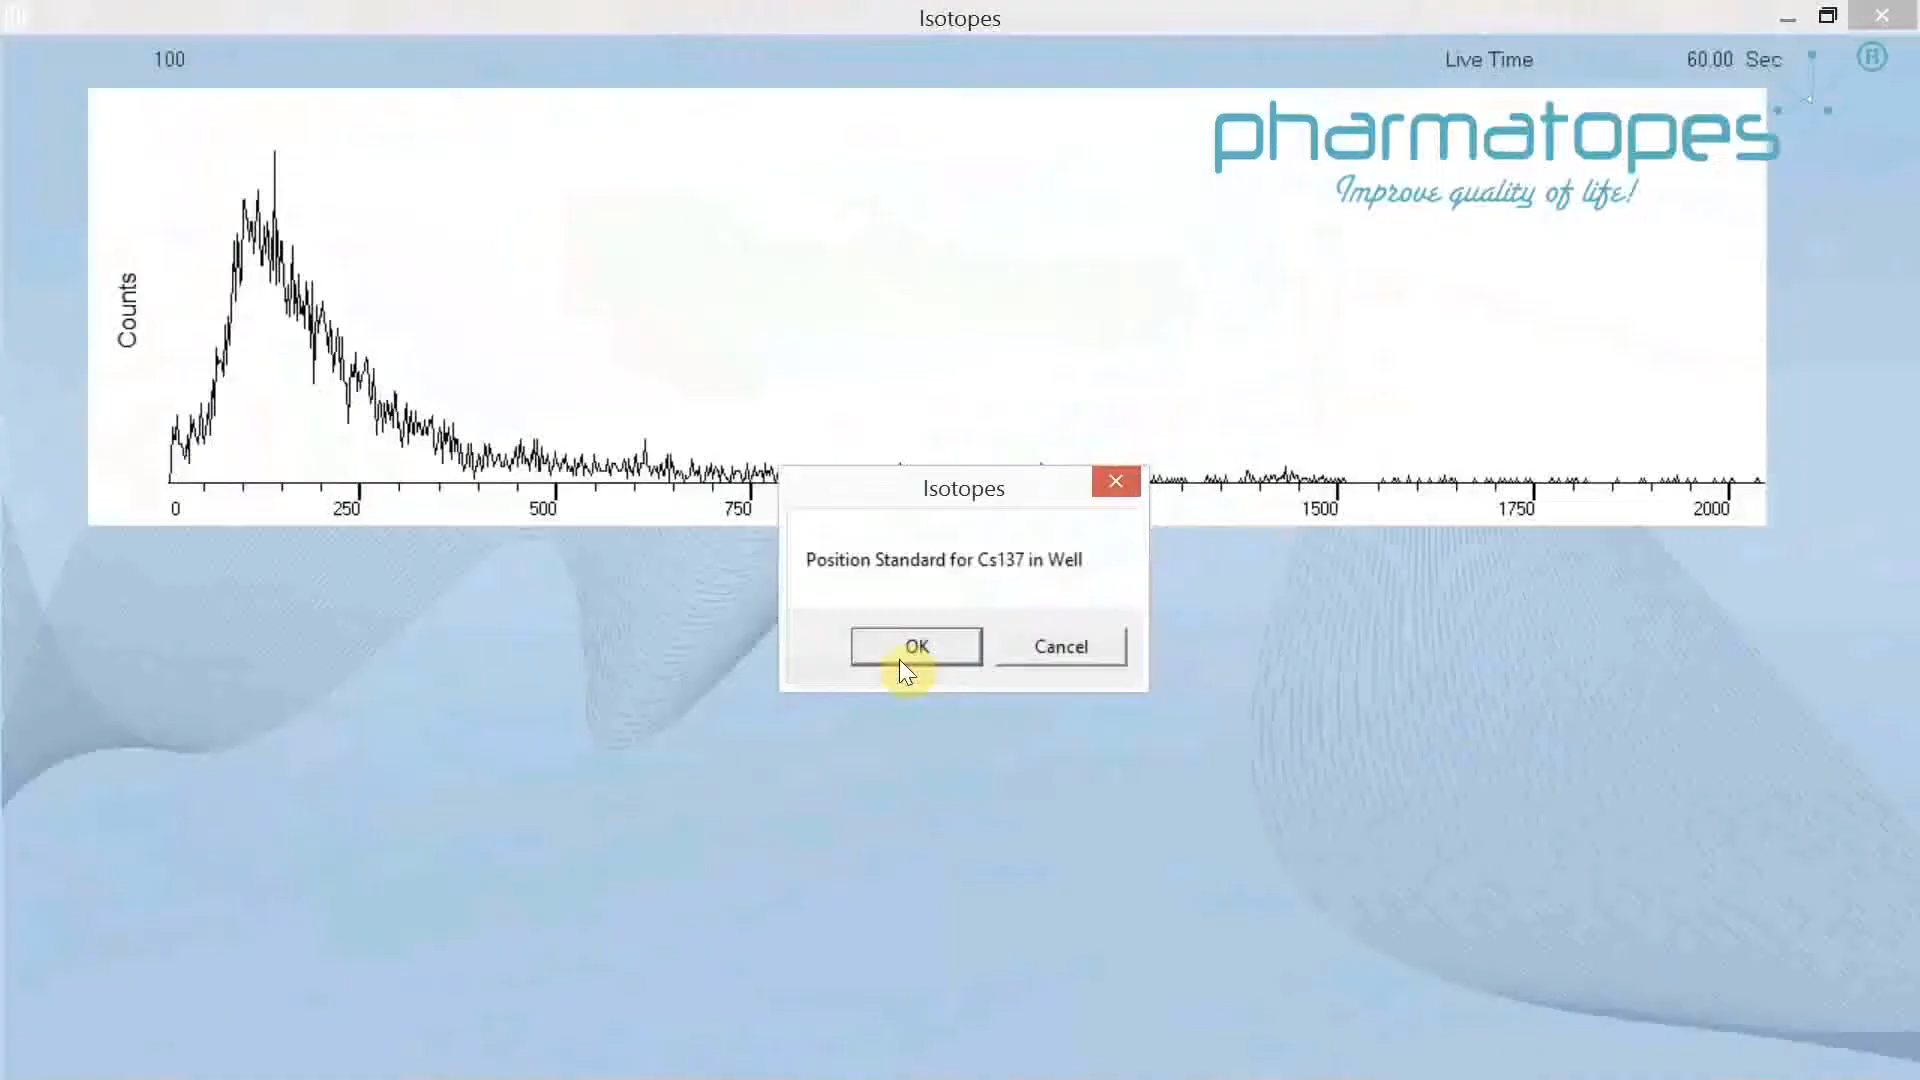 Isotopes
100
Live Time 60.00 Sec
®
pharmatopes
Improve quality of life!
Counts
0 250 500 750 1500 1750 2000
Isotopes
Position Standard for Cs137 in Well
OK Cancel